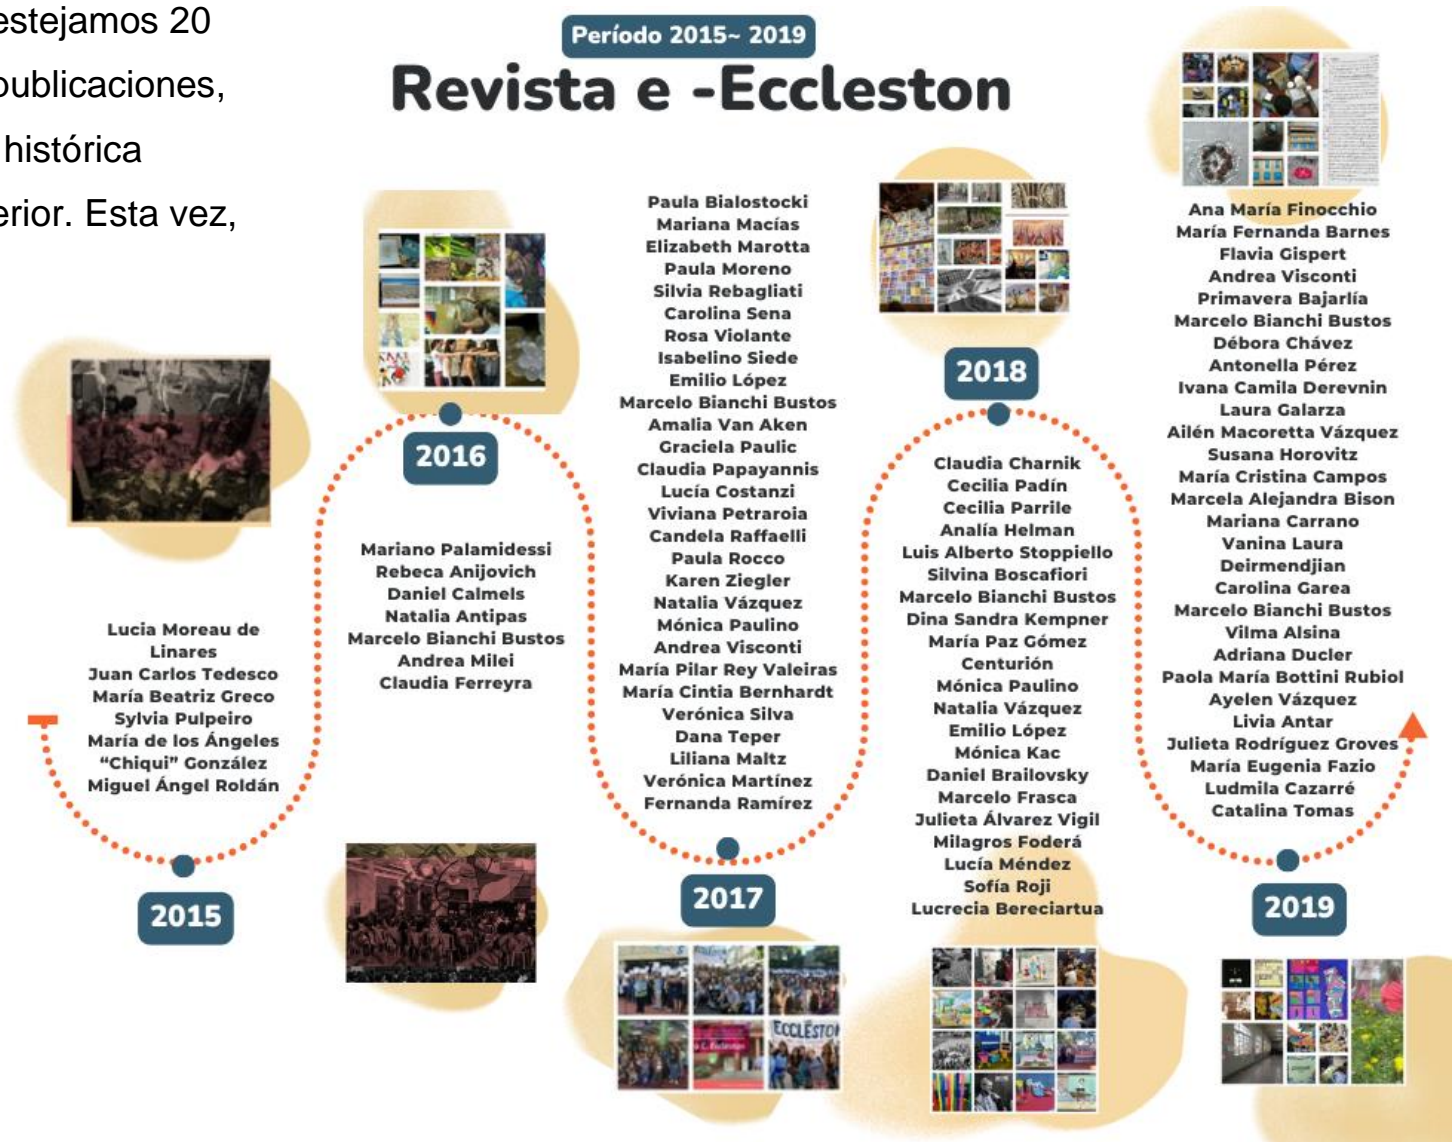 estejamos 20
publicaciones,
histórica
erior. Esta vez,
Período 2015~ 2019
Revista e -Eccleston
Lucia Moreau de
Linares
Juan Carlos Tedesco
María Beatriz Greco
Sylvia Pulpeiro
María de los Ángeles
“Chiqui” González
Miguel Ángel Roldán
2015
2016
Mariano Palamidessi
Rebeca Anijovich
Daniel Calmels
Natalia Antipas
Marcelo Bianchi Bustos
Andrea Milei
Claudia Ferreyra
Paula Bialostocki
Mariana Macías
Elizabeth Marotta
Paula Moreno
Silvia Rebagliati
Carolina Sena
Rosa Violante
Isabelino Siede
Emilio López
Marcelo Bianchi Bustos
Amalia Van Aken
Graciela Paulic
Claudia Papayannis
Lucía Costanzi
Viviana Petraroia
Candela Raffaelli
Paula Rocco
Karen Ziegler
Natalia Vázquez
Mónica Paulino
Andrea Visconti
María Pilar Rey Valeiras
María Cintia Bernhardt
Verónica Silva
Dana Teper
Liliana Maltz
Verónica Martínez
Fernanda Ramírez
2017
ECCLESTON
2018
Claudia Charnik
Cecilia Padín
Cecilia Parrile
Analía Helman
Luis Alberto Stoppiello
Silvina Boscafiori
Marcelo Bianchi Bustos
Dina Sandra Kempner
María Paz Gómez
Centurión
Mónica Paulino
Natalia Vázquez
Emilio López
Mónica Kac
Daniel Brailovsky
Marcelo Frasca
Julieta Álvarez Vigil
Milagros Foderá
Lucía Méndez
Sofía Roji
Lucrecia Bereciartua
Ana María Finocchio
María Fernanda Barnes
Flavia Gispert
Andrea Visconti
Primavera Bajarlía
Marcelo Bianchi Bustos
Débora Chávez
Antonella Pérez
Ivana Camila Derevnin
Laura Galarza
Ailén Macoretta Vázquez
Susana Horovitz
María Cristina Campos
Marcela Alejandra Bison
Mariana Carrano
Vanina Laura
Deirmendjian
Carolina Garea
Marcelo Bianchi Bustos
Vilma Alsina
Adriana Ducler
Paola María Bottini Rubiol
Ayelen Vázquez
Livia Antar
Julieta Rodríguez Groves
María Eugenia Fazio
Ludmila Cazarré
Catalina Tomas
2019